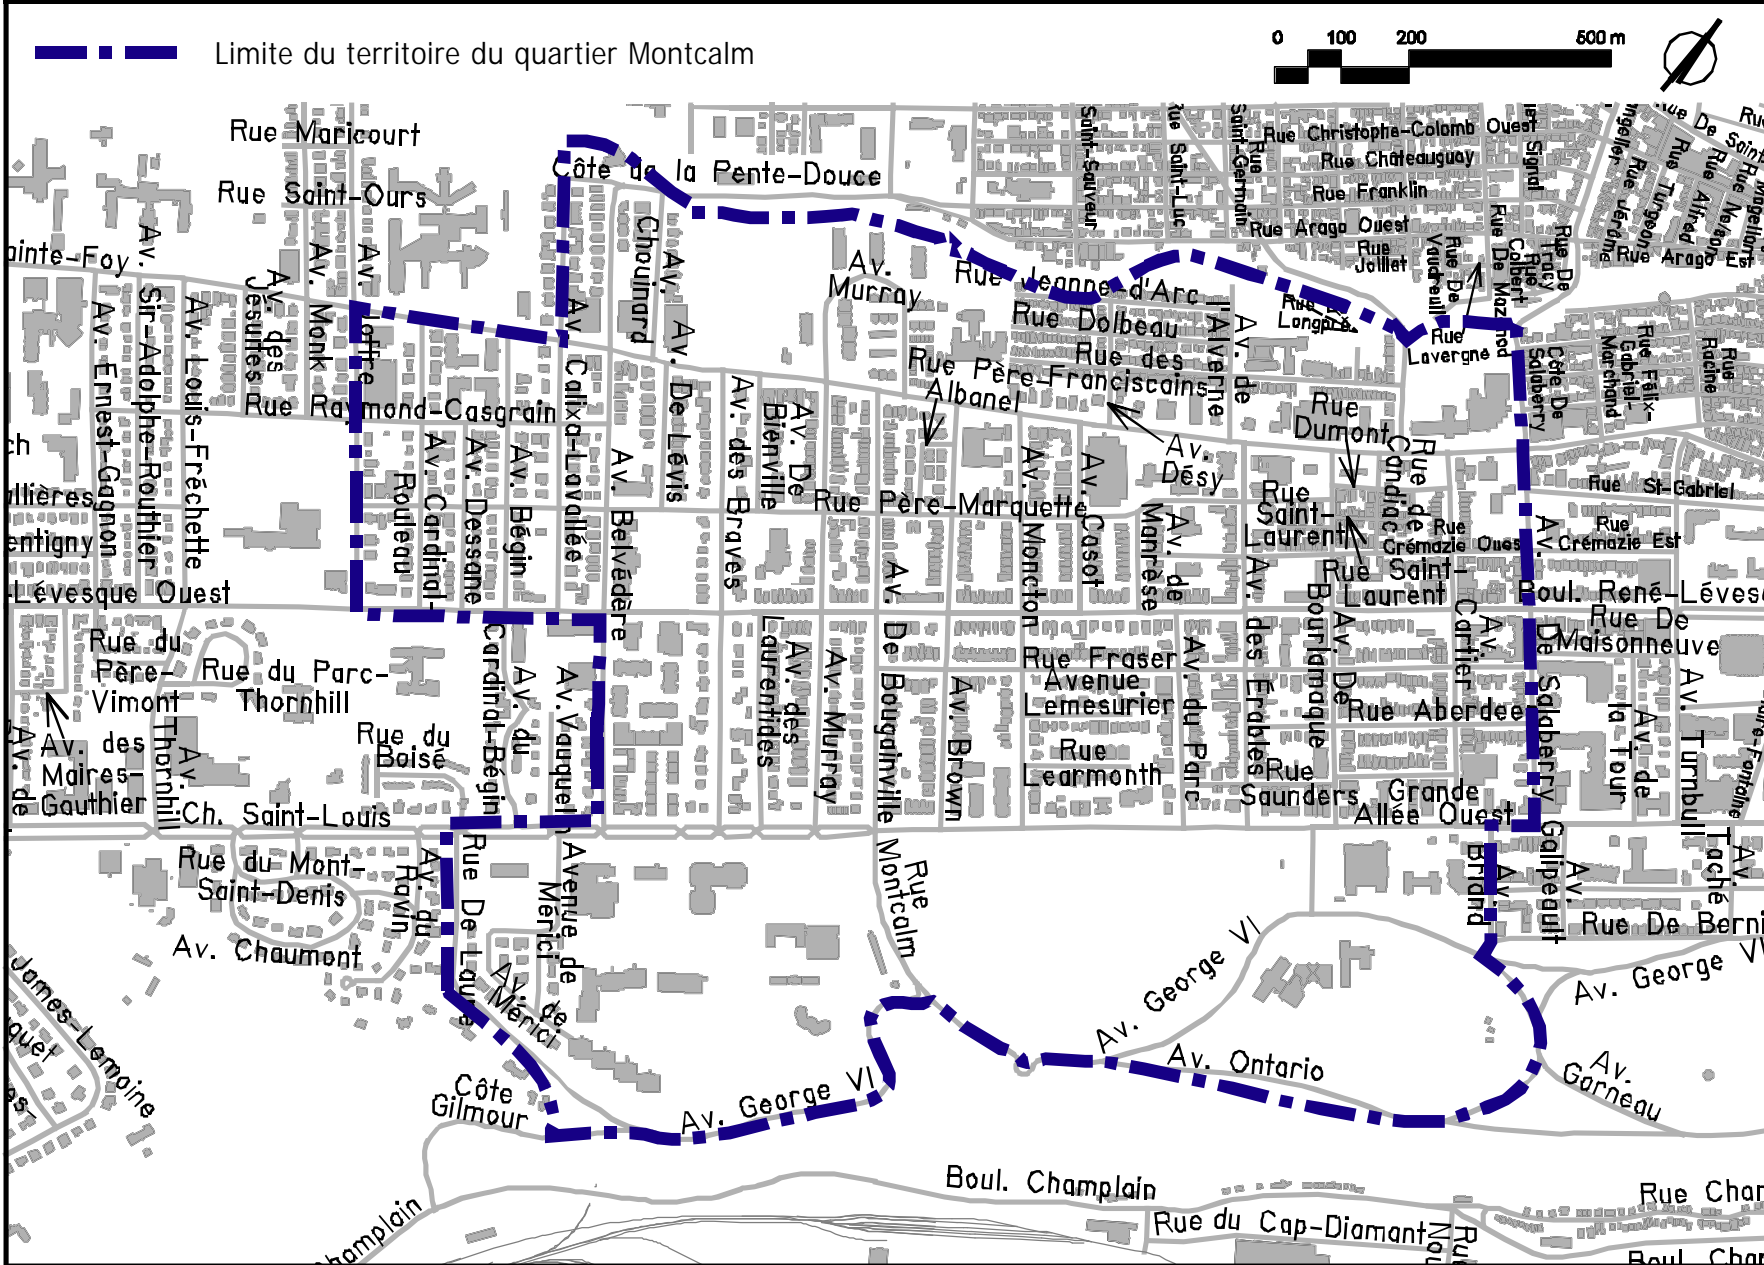 Limite du territoire du quartier Montcalm
0 100 200 500 m
Rue Maricourt
Rue Saint-Ours
Côte de la Pente-Douce
Rue Christophe-Colomb Ouest
Rue Châteauguay
Rue Franklin
Rue Arago Ouest
Rue
Jolliet
Saint-Sauveur
Rue Saint-Luc
Rue
Saint-Germain
Signal
Rue De
Vaudreuil
Rue
Colbert
Rue De
Tracy
Rue Arago Est
Rue Turgeon
Rue Alfred
Rue Nelson
Av.
Av. Monk
Av.
Joffre
Av. des
Jésuites
Av. Ernest-Gagnon
Sir-Adolphe-Routhier
Av. Louis-Fréchette
Rue Raymond-Casgrain
Av.
Chouinard
Av.
Murray
Rue Jeanne-d'Arc
Rue Dolbeau
Rue des
Franciscains
Rue Père-
Albanel
l'Alverne
Av. de
Rue
Lavergne
Côte De
Salaberry
Marchand
Gabriel-
Rue Félix-
Rue
Racine
Rue
Dumont
Av.
Désy
Av.
Calixa-Lavallée
Av.
De Lévis
Av.
des Braves
Av. De
Bienville
Rue Père-Marquette
Av.
Rouleau
Av.
Cardinal-
Av.
Dessane
Av.
Bégin
Av.
Belvédère
Av.
Moncton
Av.
Casot
Av. de
Manrèse
Rue
Saint-
Laurent
Rue de
Candiac
Rue
Crémazie Ouest
Rue Saint-
Laurent
Rue St-Gabriel
Rue
Crémazie Est
-Lévesque Ouest
Boul. René-Lévesq
Rue De
Maisonneuve
Rue du
Père-
Vimont
Rue du Parc-
Thornhill
Rue du
Boisé
Av. des
Maires-
Gauthier
Av.
Thornhill
Cardinal-Bégin
Av. du
Av. Vauquelin
Av. des
Laurentides
Av. Murray
Av.
De Bougainville
Av. Brown
Rue Fraser
Avenue
Lemesurier
Rue
Learmonth
Av. du Parc
Av. des Érables
Av. De
Bourlamaque
Av.
Cartier
Rue Aberdee
Rue
Saunders
Grande
Allée Ouest
Av. De Salaberry
Av. de
la Tour
Av.
Turnbull
Ch. Saint-Louis
Rue du Mont-
Saint-Denis
Av. Chaumont
Av. du
Ravin
Rue De Laune
Avenue de
Mérici
Av. de
Mérici
Rue
Montcalm
Av.
Briand
Av.
Galipeault
Av.
Taché
Rue De Berni
Av. George VI
Av. George VI
Av. Ontario
Av.
Garneau
Av. George VI
Côte
Gilmour
James-Lemoine
Boul. Champlain
Rue du Cap-Diamant
Rue Cham
Boul. Cham
Champlain